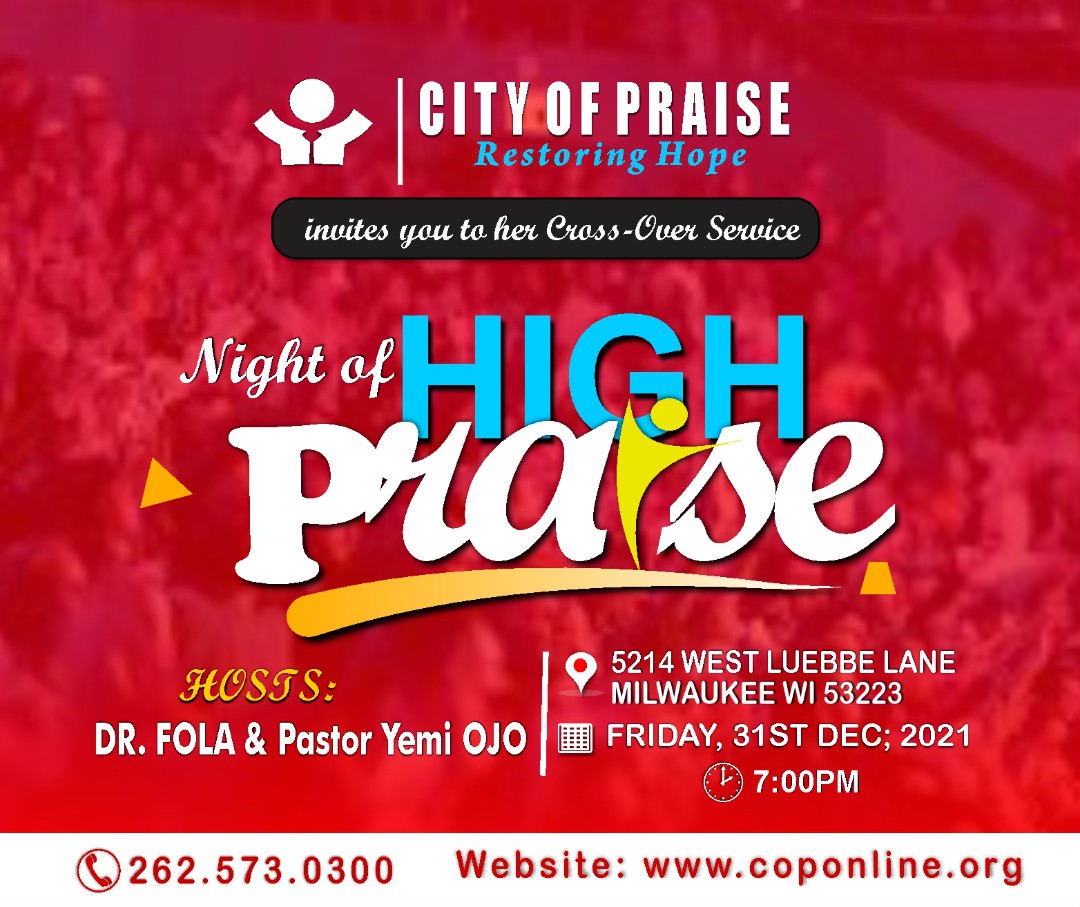 CITY OF PRAISE
Restoring Hope
invites you to her Cross-Over Service
Night of HIGH
Praise
HOSTS:
DR. FOLA & Pastor Yemi OJO
5214 WEST LUEBBE LANE
MILWAUKEE WI 53223
FRIDAY, 31ST DEC; 2021
7:00PM
262.573.0300
Website: www.coponline.org